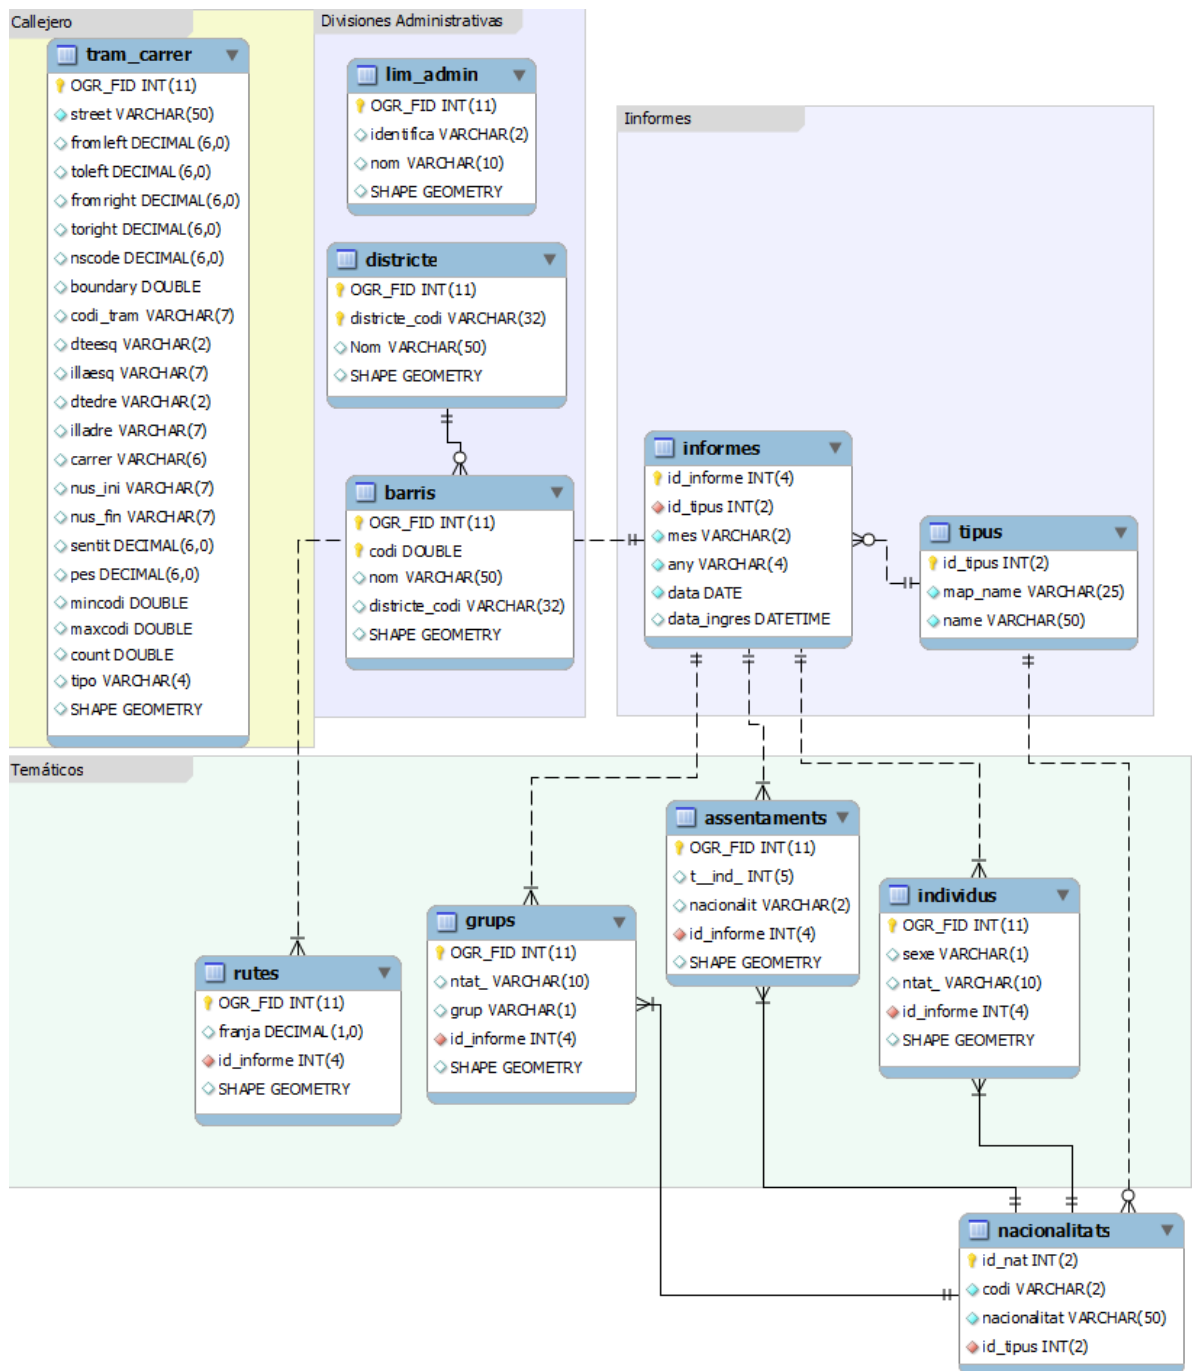 Callejero
tram_carrer
OGR_FID INT(11)
street VARCHAR(50)
fromleft DECIMAL(6,0)
toleft DECIMAL(6,0)
fromright DECIMAL(6,0)
toright DECIMAL(6,0)
nscode DECIMAL(6,0)
boundary DOUBLE
codi_tram VARCHAR(7)
dteesq VARCHAR(2)
illaesq VARCHAR(7)
dtedre VARCHAR(2)
illadre VARCHAR(7)
carrer VARCHAR(6)
nus_ini VARCHAR(7)
nus_fin VARCHAR(7)
sentit DECIMAL(6,0)
pes DECIMAL(6,0)
mincodi DOUBLE
maxcodi DOUBLE
count DOUBLE
tipo VARCHAR(4)
SHAPE GEOMETRY
Divisiones Administrativas
lim_admin
OGR_FID INT(11)
identifica VARCHAR(2)
nom VARCHAR(10)
SHAPE GEOMETRY
districte
OGR_FID INT(11)
districte_codi VARCHAR(32)
Nom VARCHAR(50)
SHAPE GEOMETRY
barris
OGR_FID INT(11)
codi DOUBLE
nom VARCHAR(50)
districte_codi VARCHAR(32)
SHAPE GEOMETRY
Iinformes
informes
id_informe INT(4)
id_tipus INT(2)
mes VARCHAR(2)
any VARCHAR(4)
data DATE
data_ingres DATETIME
tipus
id_tipus INT(2)
map_name VARCHAR(25)
name VARCHAR(50)
Temáticos
rutes
OGR_FID INT(11)
franja DECIMAL(1,0)
id_informe INT(4)
SHAPE GEOMETRY
grups
OGR_FID INT(11)
ntat_ VARCHAR(10)
grup VARCHAR(1)
id_informe INT(4)
SHAPE GEOMETRY
assentaments
OGR_FID INT(11)
t__ind_ INT(5)
nacionalit VARCHAR(2)
id_informe INT(4)
SHAPE GEOMETRY
individus
OGR_FID INT(11)
sexe VARCHAR(1)
ntat_ VARCHAR(10)
id_informe INT(4)
SHAPE GEOMETRY
nacionalitats
id_nat INT(2)
codi VARCHAR(2)
nacionalitat VARCHAR(50)
id_tipus INT(2)